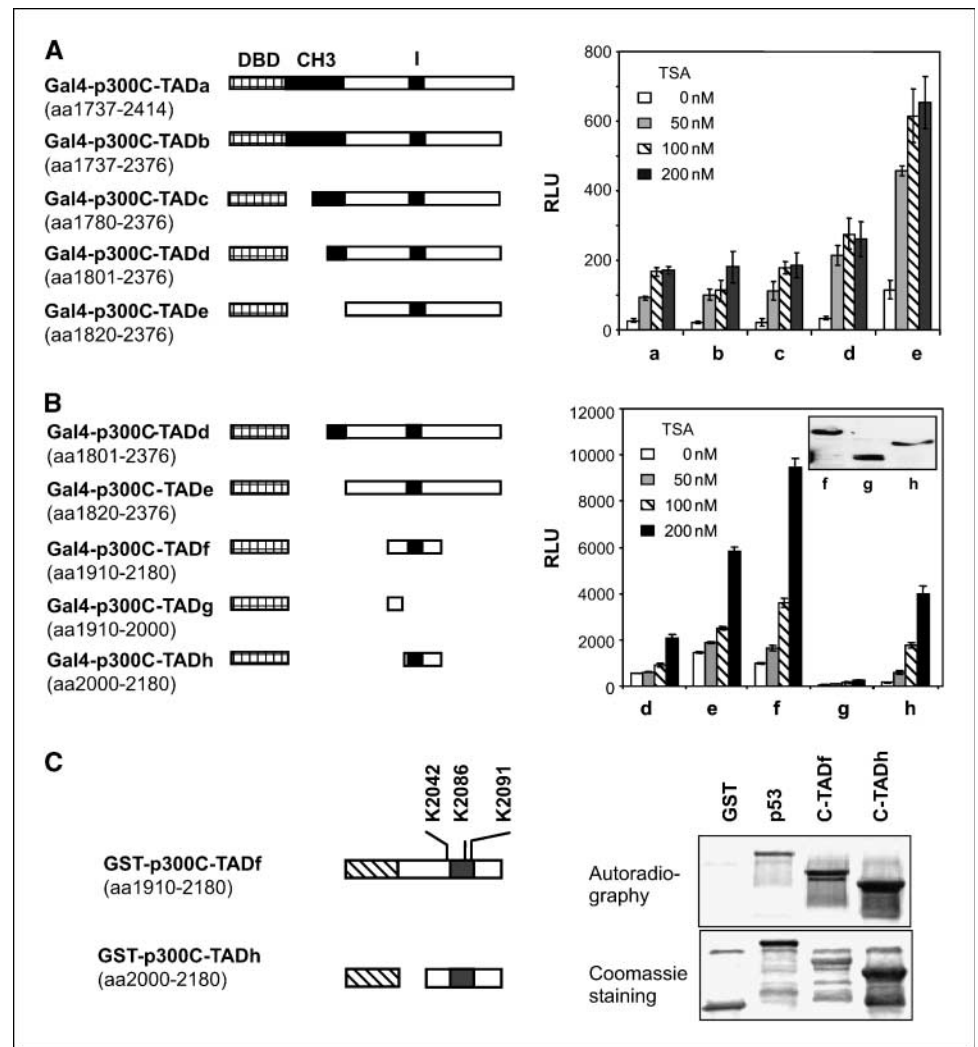 A
DBD CH3 I
Gal4-p300C-TADa
(aa1737-2414)
Gal4-p300C-TADb
(aa1737-2376)
Gal4-p300C-TADc
(aa1780-2376)
Gal4-p300C-TADd
(aa1801-2376)
Gal4-p300C-TADe
(aa1820-2376)
800
600
400
200
0
RLU
TSA
0 nM
50 nM
100 nM
200 nM
a b c d e
B
Gal4-p300C-TADd
(aa1801-2376)
Gal4-p300C-TADe
(aa1820-2376)
Gal4-p300C-TADf
(aa1910-2180)
Gal4-p300C-TADg
(aa1910-2000)
Gal4-p300C-TADh
(aa2000-2180)
12000
10000
8000
6000
4000
2000
0
RLU
TSA
0 nM
50 nM
100 nM
200 nM
f g h
d e f g h
C
K2042
K2086
K2091
GST-p300C-TADf
(aa1910-2180)
GST-p300C-TADh
(aa2000-2180)
GST
p53
C-TADf
C-TADh
Autoradio-
graphy
Coomassie
staining